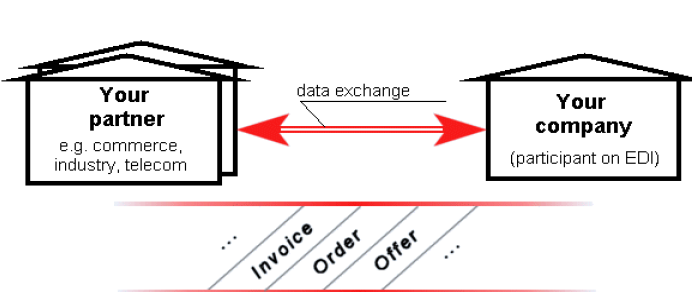 data exchange
Your
partner
e.g. commerce,
industry, telecom
Your
company
(participant on EDI)
...
Invoice
Order
Offer
...